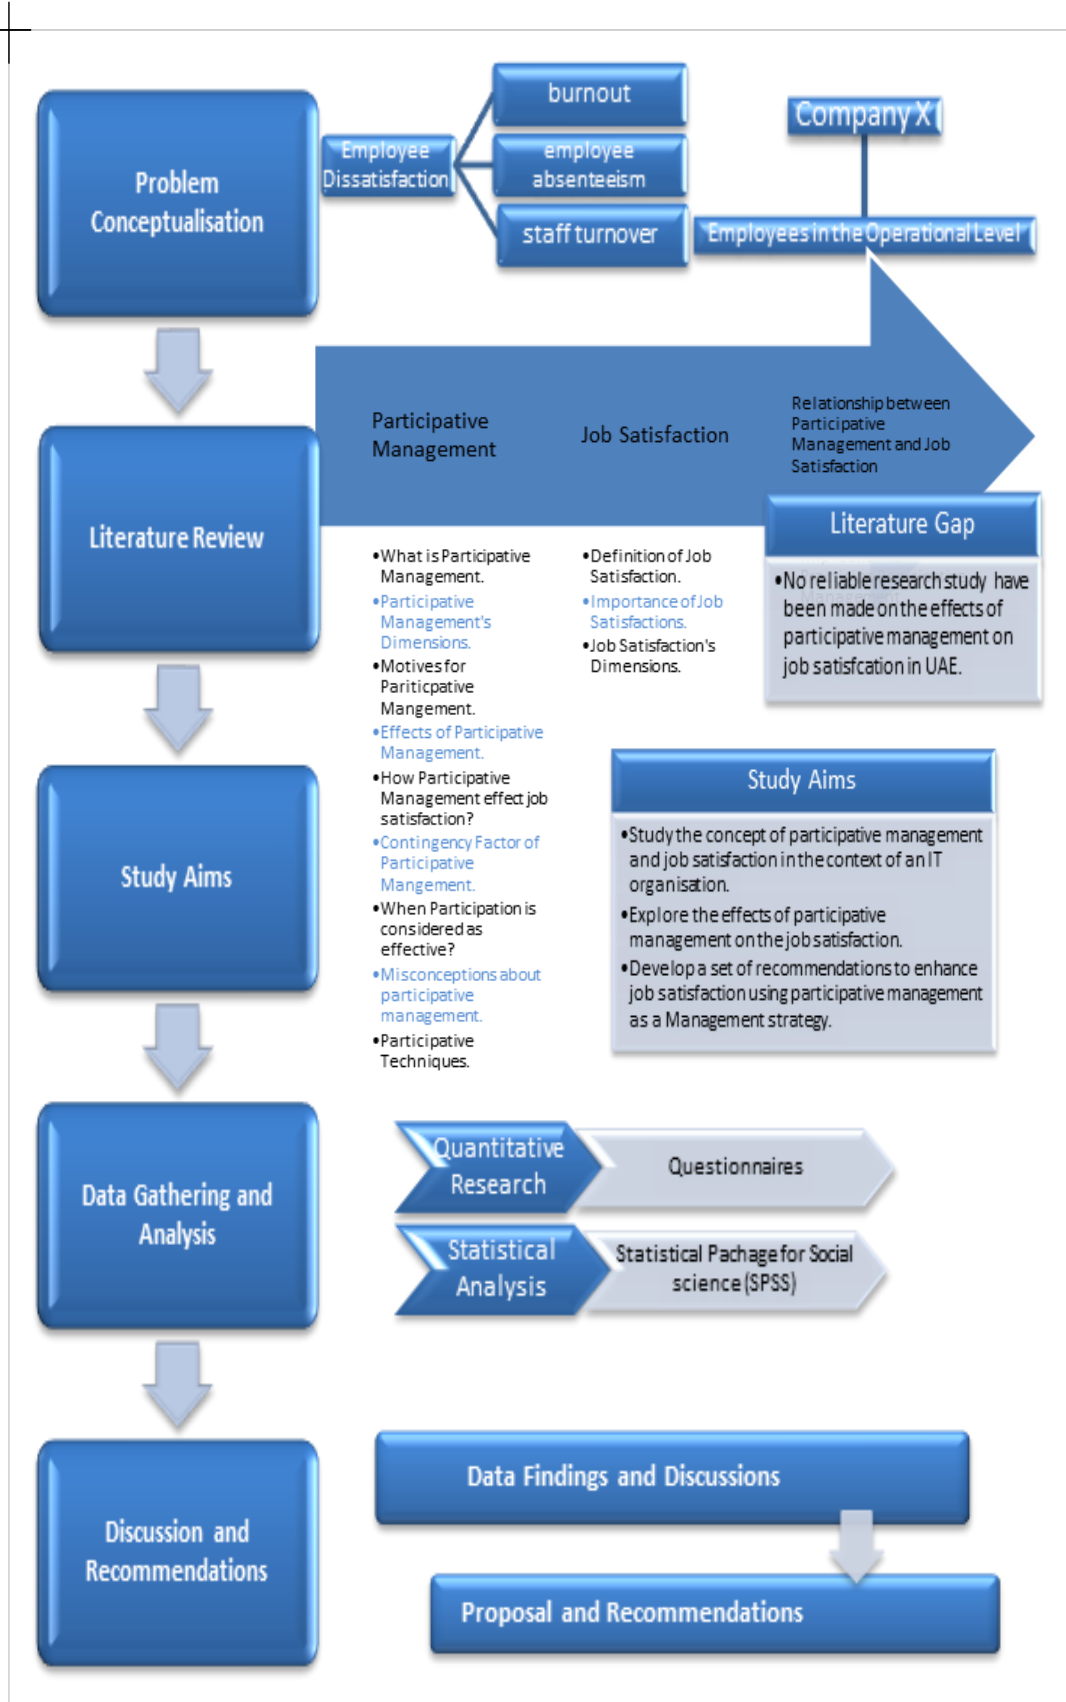 Problem
Conceptualisation
Employee
Dissatisfaction
burnout
employee
absenteeism
staff turnover
Company X
Employees in the Operational Level
Literature Review
Participative
Management
Job Satisfaction
Relationship between
Participative
Management and Job
Satisfaction
•What is Participative
Management.
•Participative
Management's
Dimensions.
•Motives for
Pariticpative
Mangement.
•Effects of Participative
Management.
•How Participative
Management effect job
satisfaction?
•Contingency Factor of
Participative
Mangement.
•When Participation is
considered as
effective?
•Misconceptions about
participative
management.
•Participative
Techniques.
•Definition of Job
Satisfaction.
•Importance of Job
Satisfactions.
•Job Satisfaction's
Dimensions.
Literature Gap
•No reliable research study have
been made on the effects of
participative management on
job satisfcation in UAE.
Study Aims
Study Aims
•Study the concept of participative management
and job satisfaction in the context of an IT
organisation.
•Explore the effects of participative
management on the job satisfaction.
•Develop a set of recommendations to enhance
job satisfaction using participative management
as a Management strategy.
Data Gathering and
Analysis
Quantitative
Research
Questionnaires
Statistical
Analysis
Statistical Pachage for Social
science (SPSS)
Discussion and
Recommendations
Data Findings and Discussions
Proposal and Recommendations